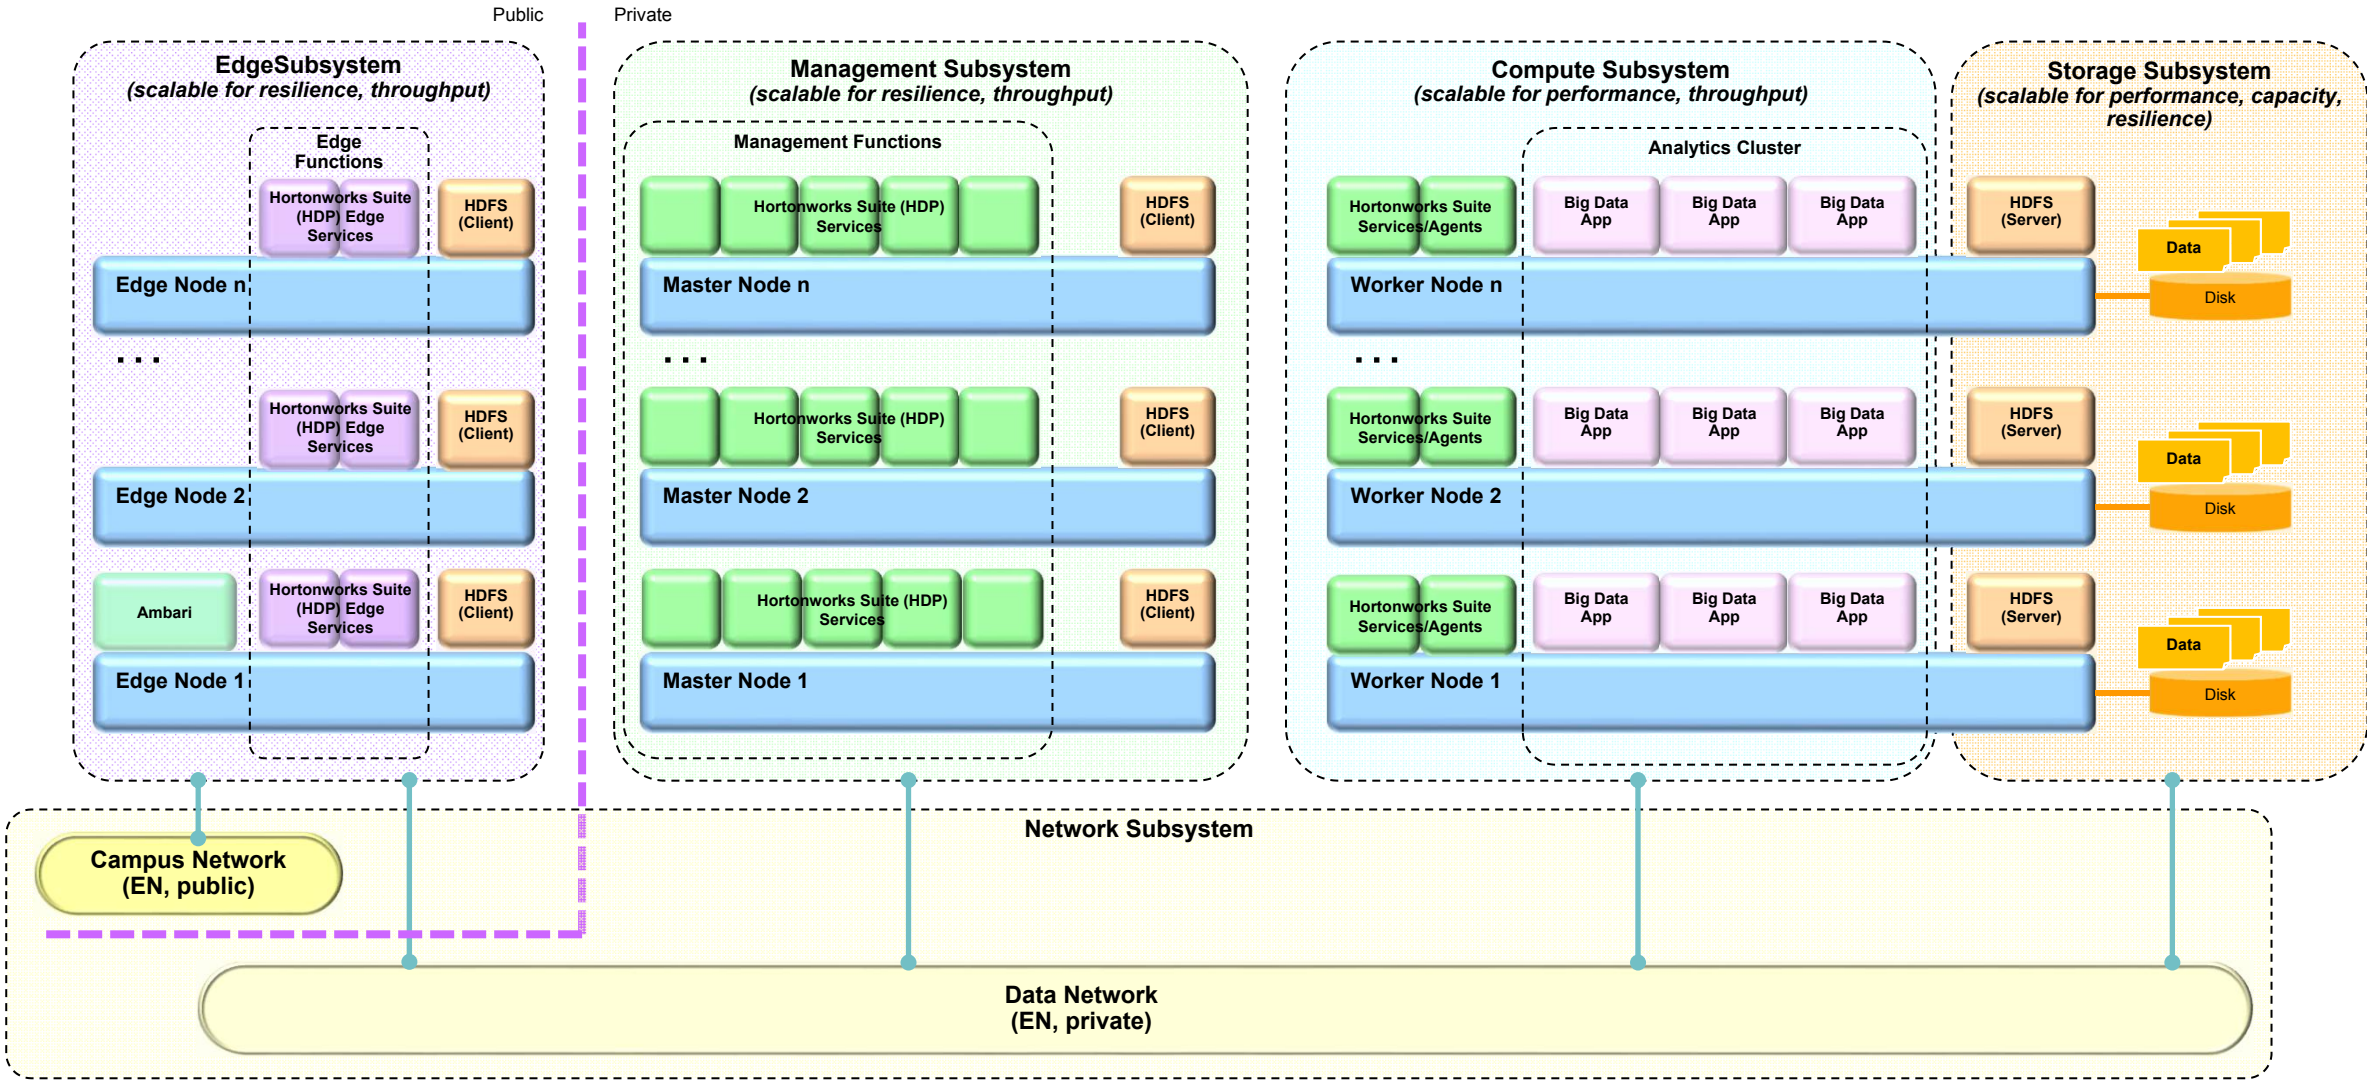 Public
Private
EdgeSubsystem
(scalable for resilience, throughput)
Edge
Functions
Hortonworks Suite
(HDP) Edge
Services
HDFS
(Client)
Edge Node n
. . .
Hortonworks Suite
(HDP) Edge
Services
HDFS
(Client)
Edge Node 2
Ambari
Hortonworks Suite
(HDP) Edge
Services
HDFS
(Client)
Edge Node 1
Management Subsystem
(scalable for resilience, throughput)
Management Functions
Hortonworks Suite (HDP)
Services
HDFS
(Client)
Master Node n
. . .
Hortonworks Suite (HDP)
Services
HDFS
(Client)
Master Node 2
Hortonworks Suite (HDP)
Services
HDFS
(Client)
Master Node 1
Compute Subsystem
(scalable for performance, throughput)
Analytics Cluster
Hortonworks Suite
Services/Agents
Big Data
App
Big Data
App
Big Data
App
Worker Node n
. . .
Hortonworks Suite
Services/Agents
Big Data
App
Big Data
App
Big Data
App
Worker Node 2
Hortonworks Suite
Services/Agents
Big Data
App
Big Data
App
Big Data
App
Worker Node 1
Storage Subsystem
(scalable for performance, capacity,
resilience)
HDFS
(Server)
Data
Disk
HDFS
(Server)
Data
Disk
HDFS
(Server)
Data
Disk
Network Subsystem
Campus Network
(EN, public)
Data Network
(EN, private)